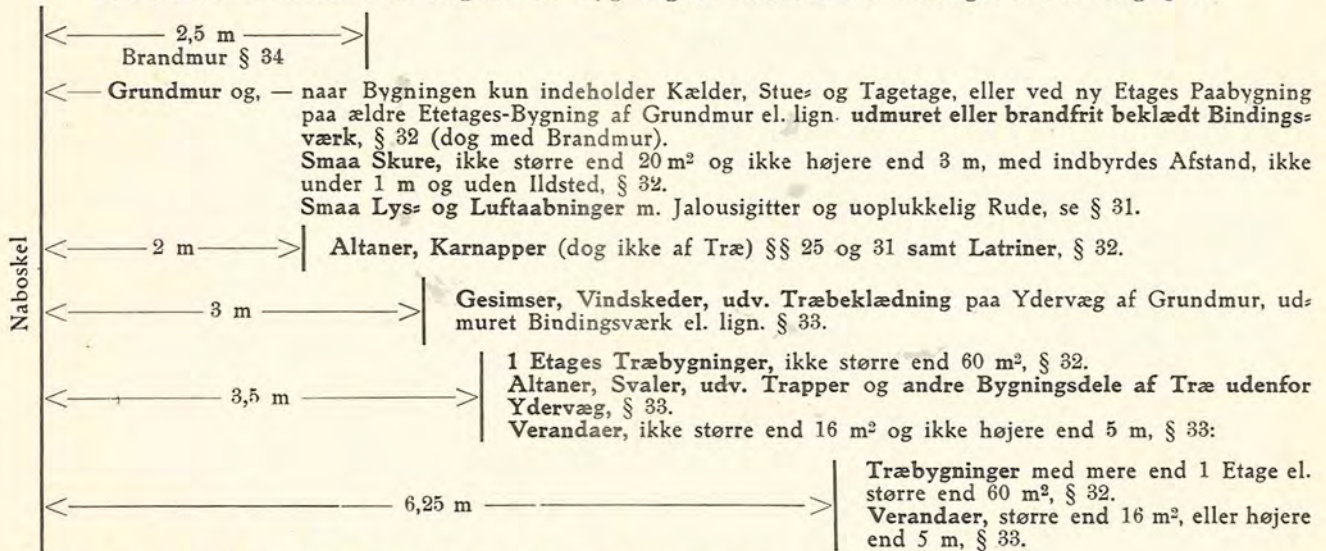 2,5 m
Brandmur § 34
Grundmur og, — naar Bygningen kun indeholder Kælder, Stue- og Tagetage, eller ved ny Etages Paabygning
paa ældre Etetages-Bygning af Grundmur el. lign. udmuret eller brandfrit beklædt Bindings-
værk, § 32 (dog med Brandmur).
Smaa Skure, ikke større end 20 m² og ikke højere end 3 m, med indbyrdes Afstand, ikke
under 1 m og uden Ildsted, § 32.
Smaa Lys- og Luftaabninger m. Jalousigitter og uoplukkelig Rude, se § 31.
Naboskel
2 m
Altaner, Karnapper (dog ikke af Træ) §§ 25 og 31 samt Latriner, § 32.
3 m
Gesimser, Vindskeder, udv. Træbeklædning paa Ydervæg af Grundmur, ud-
muret Bindingsværk el. lign. § 33.
3,5 m
1 Etages Træbygninger, ikke større end 60 m², § 32.
Altaner, Svaler, udv. Trapper og andre Bygningsdele af Træ udenfor
Ydervæg, § 33.
Verandaer, ikke større end 16 m² og ikke højere end 5 m, § 33:
6,25 m
Træbygninger med mere end 1 Etage el.
større end 60 m², § 32.
Verandaer, større end 16 m², eller højere
end 5 m, § 33.